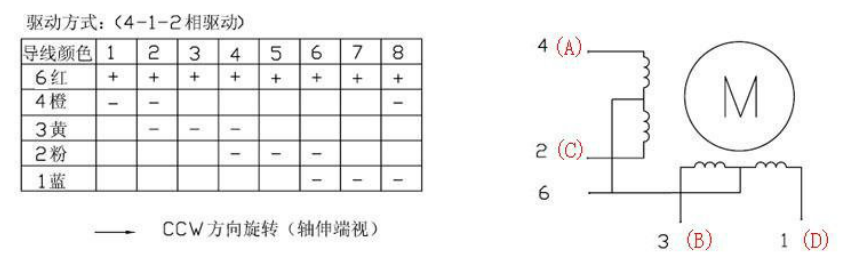 驱动方式:(4-1-2相驱动)
导线颜色 1 2 3 4 5 6 7 8
6红 + + + + + + + +
4橙 - - -
3黄 - - -
2粉 - - -
1蓝 - - -
CCW方向旋转(轴伸端视)
4 (A)
M
2 (C)
6
3 (B) 1 (D)